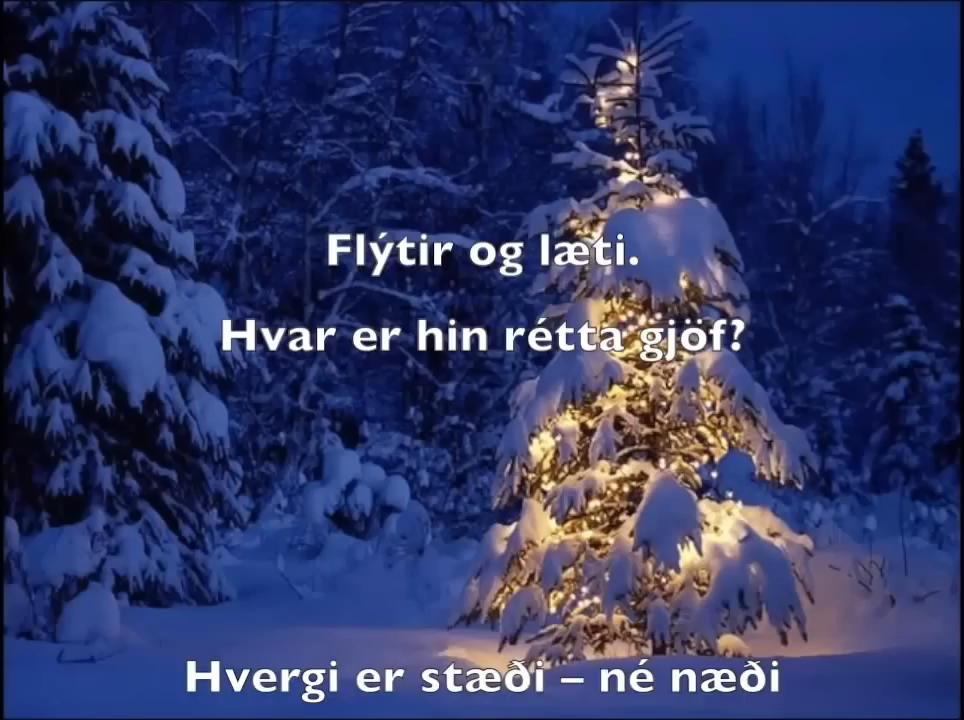 Flýtir og læti.
Hvar er hin rétta gjöf?
Hvergi er stæði – né næði